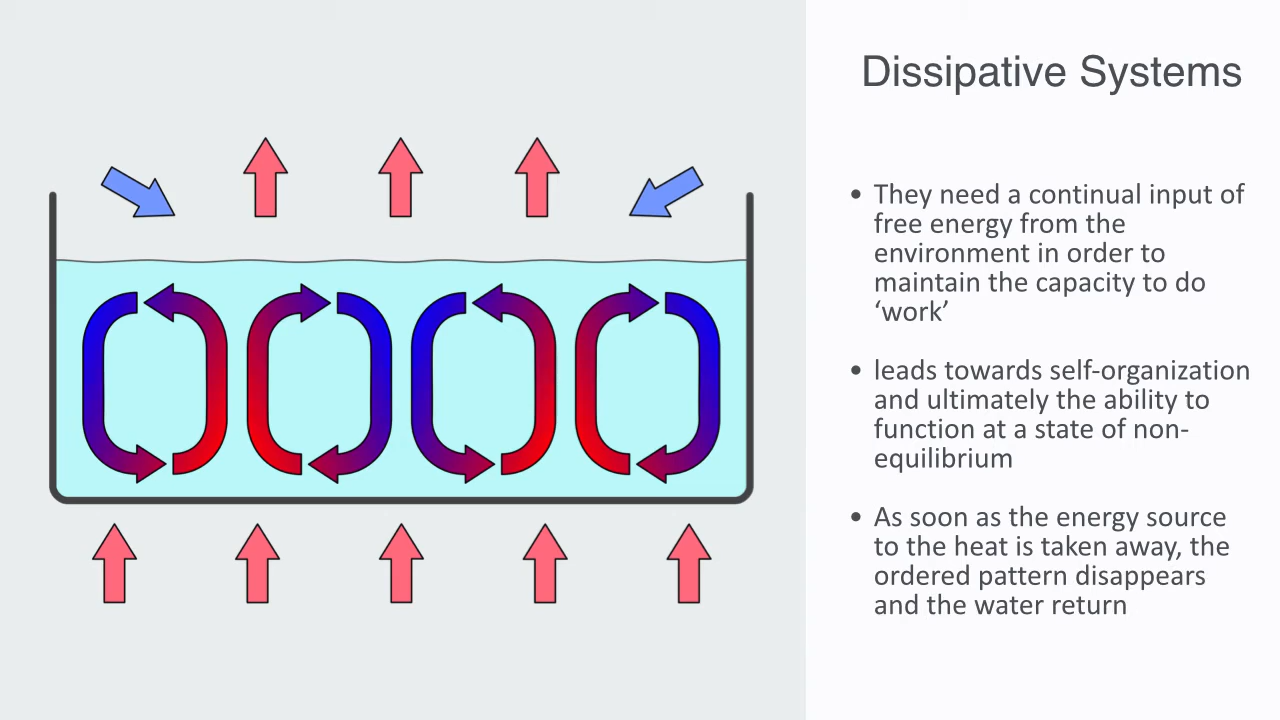 Dissipative Systems
• They need a continual input of
free energy from the
environment in order to
maintain the capacity to do
‘work’
• leads towards self-organization
and ultimately the ability to
function at a state of non-
equilibrium
• As soon as the energy source
to the heat is taken away, the
ordered pattern disappears
and the water return